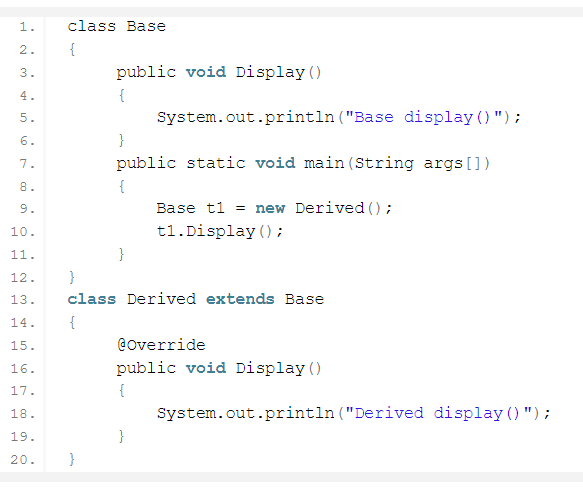 1. class Base
2. {
3. public void Display()
4. {
5. System.out.println("Base display()");
6. }
7. public static void main(String args[])
8. {
9. Base t1 = new Derived();
10. t1.Display();
11. }
12. }
13. class Derived extends Base
14. {
15. @Override
16. public void Display()
17. {
18. System.out.println("Derived display()");
19. }
20. }